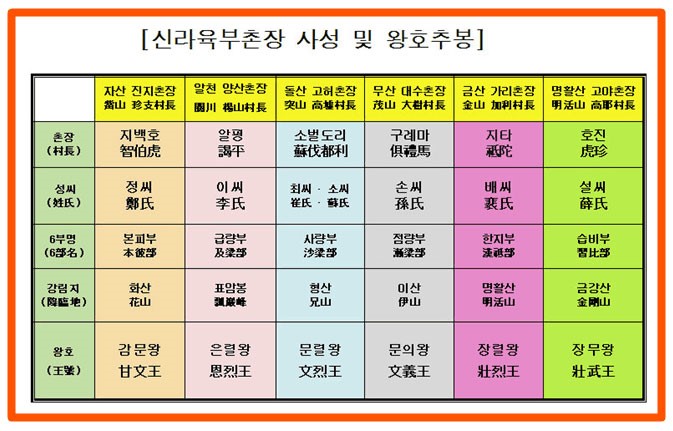 [신라육부촌장 사성 및 왕호추봉]
자산 진지촌장 알천 양산촌장 돌산 고허촌장 무산 대수촌장 금산 가리촌장 명활산 고야촌장
觜山 珍支村長 閼川 楊山村長 突山 高墟村長 茂山 大樹村長 金山 加利村長 明活山 高耶村長
촌장 지백호 알평 소벌도리 구례마 지타 호진
(村長) 智伯虎 謁平 蘇伐都利 俱禮馬 祗陀 虎珍
성씨 정씨 이씨 최씨 · 소씨 손씨 배씨 설씨
(姓氏) 鄭氏 李氏 崔氏 · 蘇氏 孫氏 裵氏 薛氏
6부명 본피부 급량부 사량부 점량부 한지부 습비부
(6部名) 本彼部 及梁部 沙梁部 漸梁部 漢祗部 習比部
강림지 화산 표암봉 형산 이산 명활산 금강산
(降臨地) 花山 瓢巖峰 兄山 伊山 明活山 金剛山
왕호 감문왕 은렬왕 문렬왕 문의왕 장렬왕 장무왕
(王號) 甘文王 恩烈王 文烈王 文義王 壯烈王 壯武王